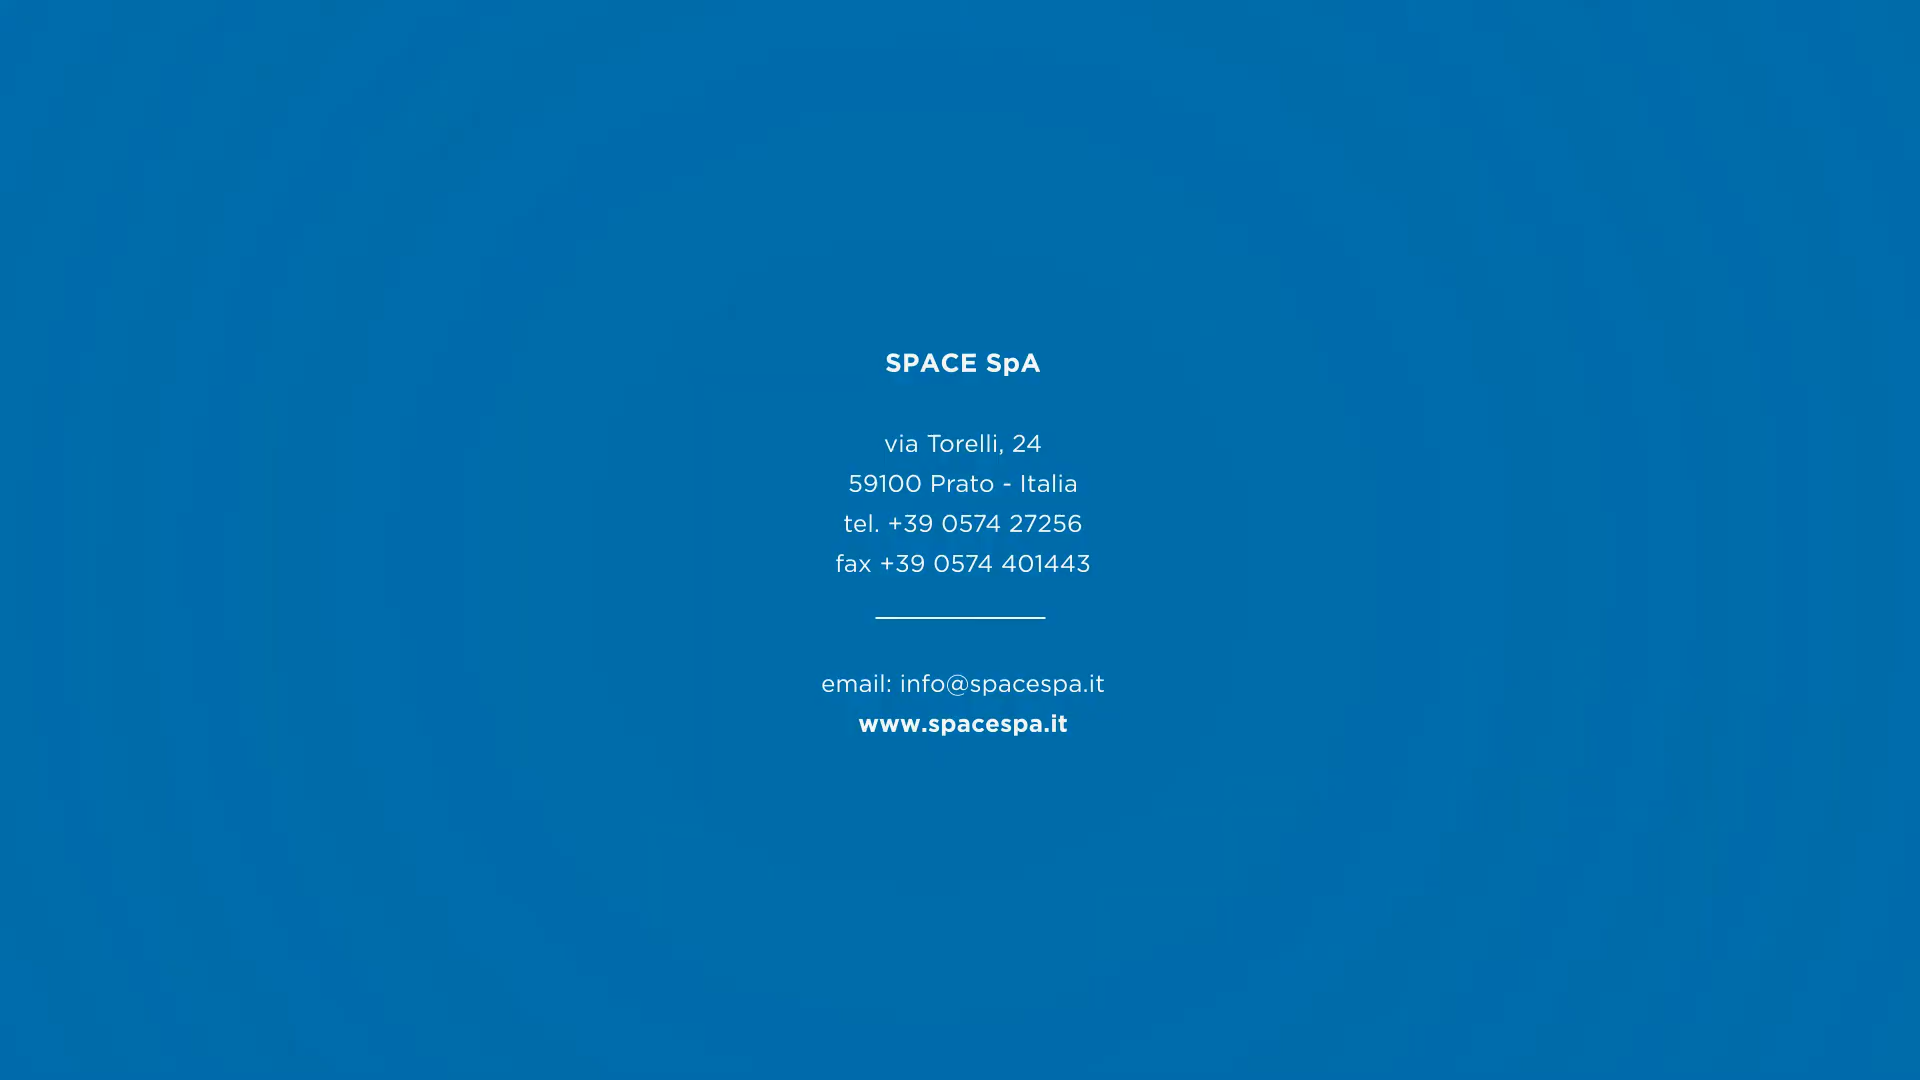 SPACE SpA
via Torelli, 24
59100 Prato - Italia
tel. +39 0574 27256
fax +39 0574 401443
email: info@spacespa.it
www.spacespa.it